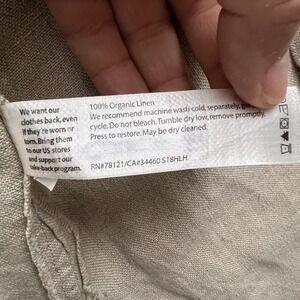 We want our
clothes back, even
if they're worn or
torn. Bring them
to our US stores
and support our
take-back program.
100% Organic Linen
We recommend machine wash cold, separately,
cycle. Do not bleach. Tumble dry low, remove promptly.
Press to restore. May be dry cleaned.
RN#78121/CA#34460 S18HLH